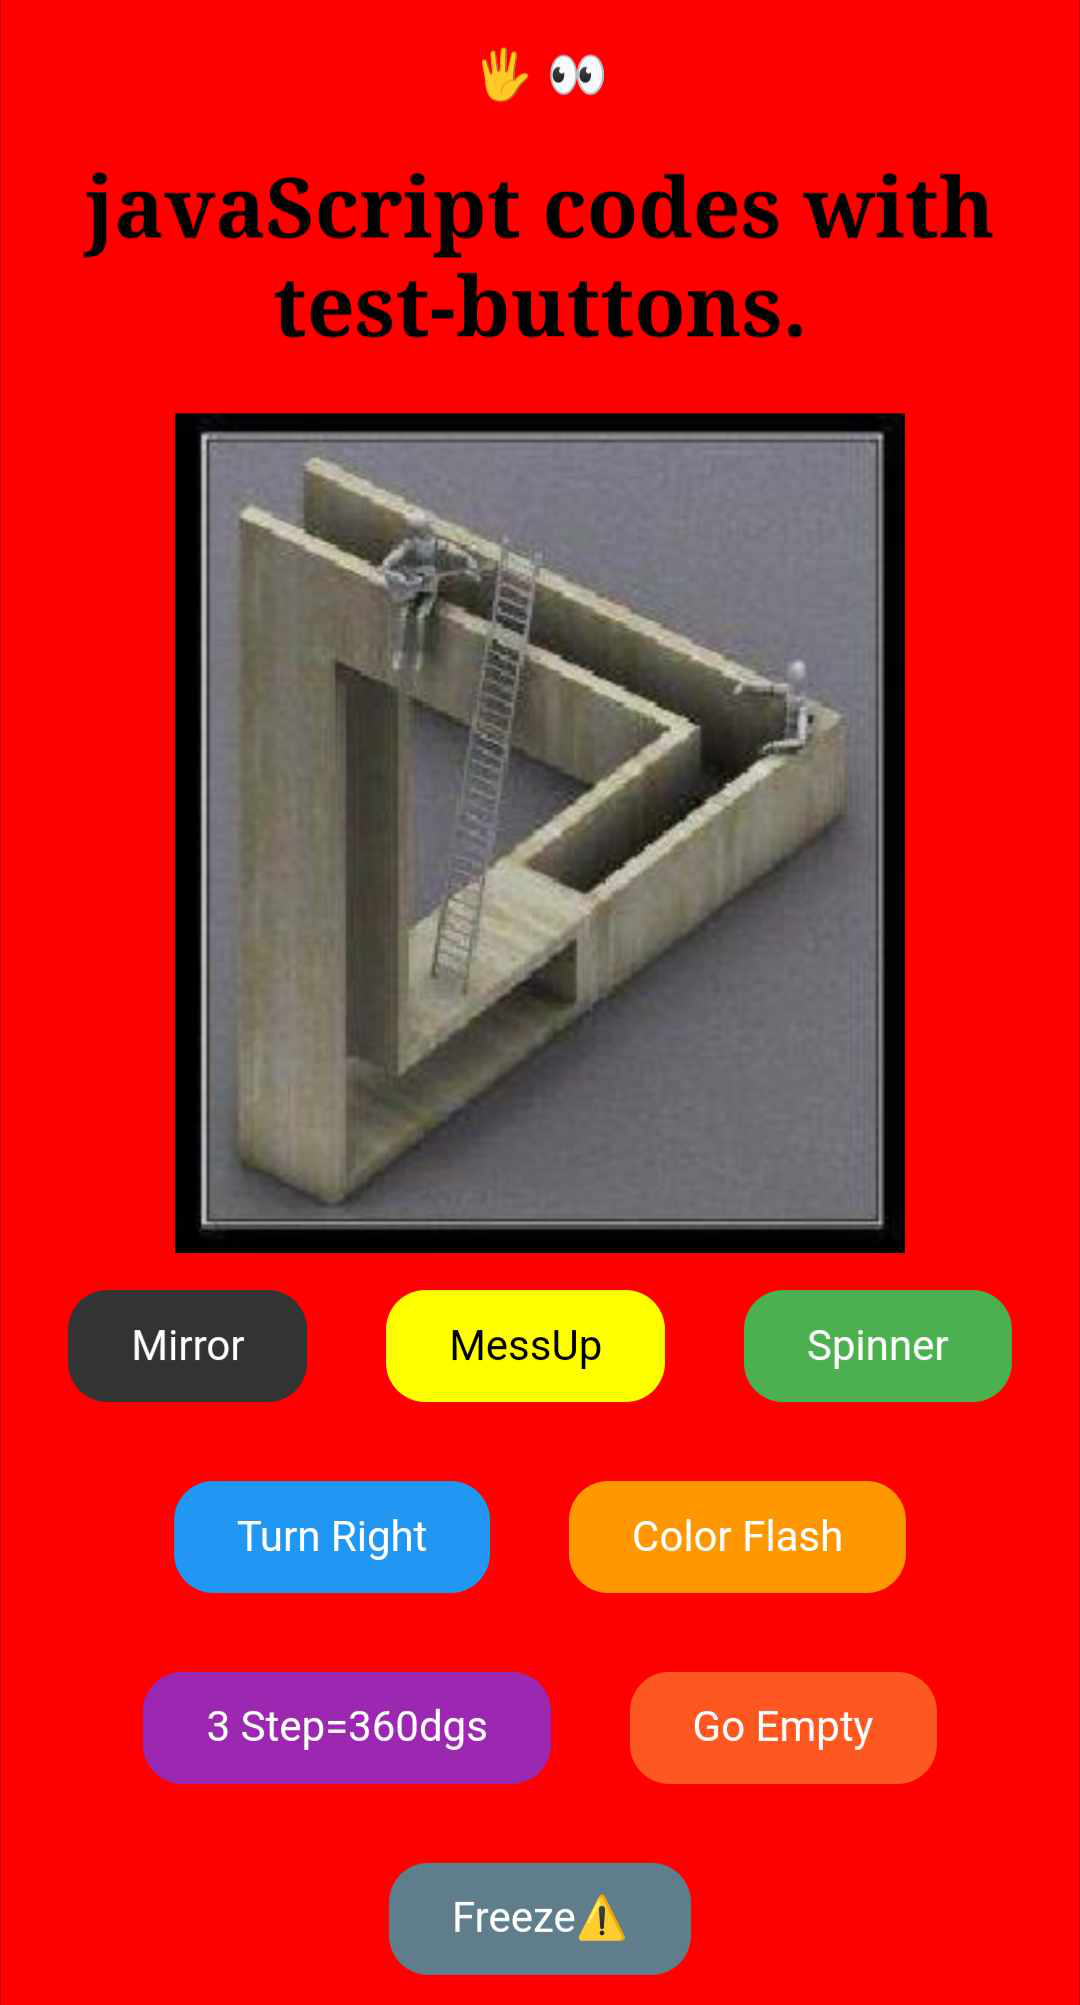 🖐 👀
javaScript codes with
test-buttons.
Mirror
MessUp
Spinner
Turn Right
Color Flash
3 Step=360dgs
Go Empty
Freeze⚠️